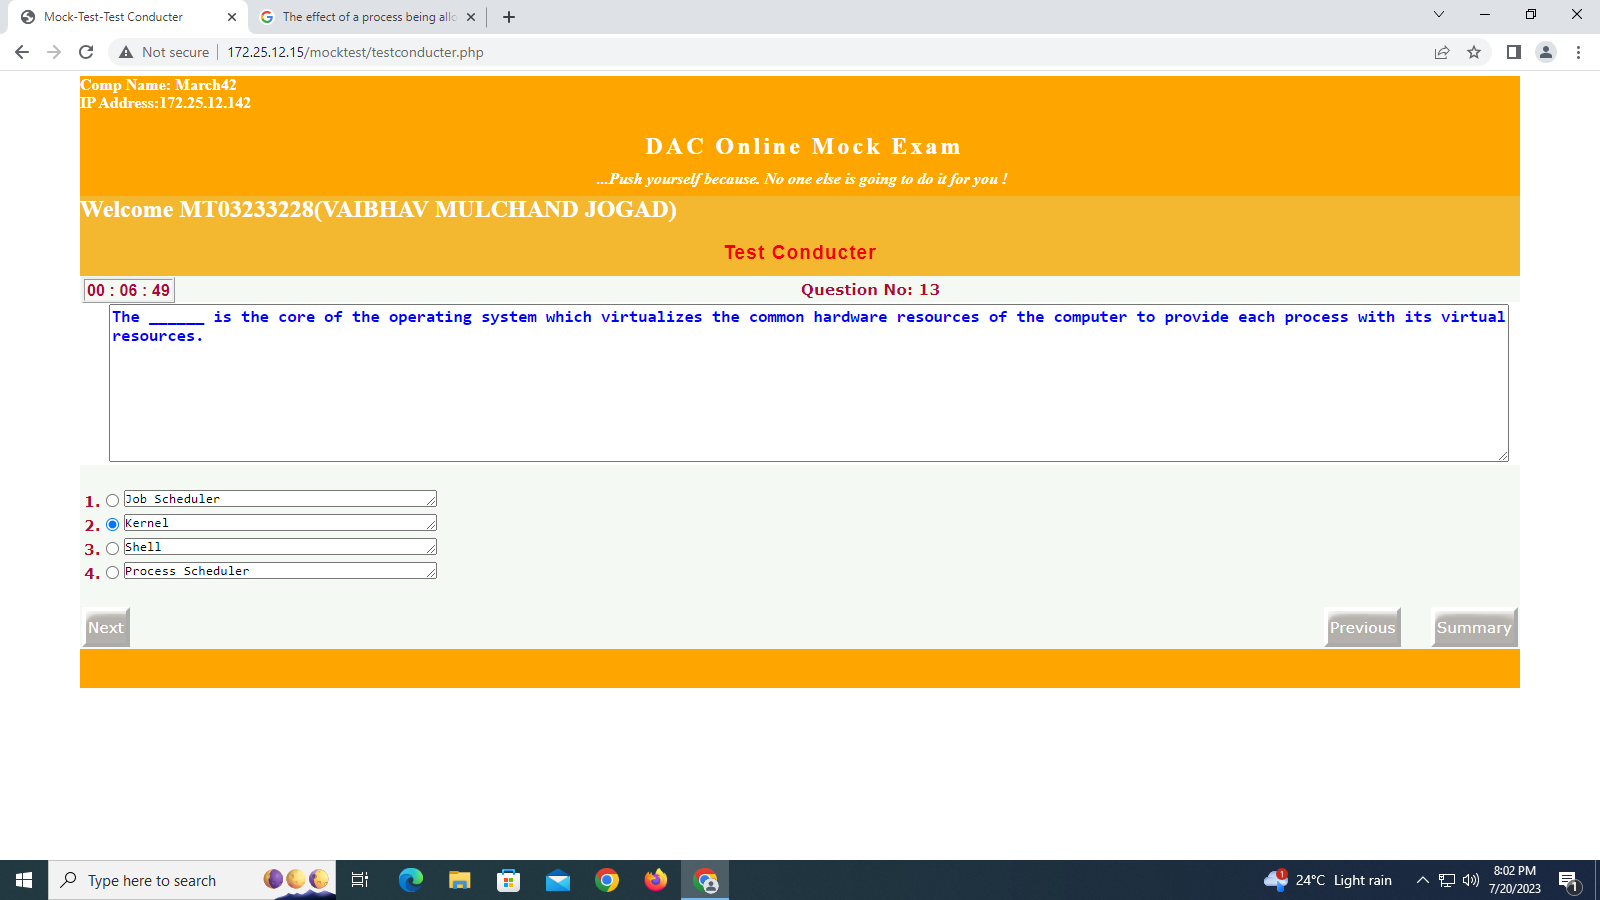 Mock-Test-Test Conducter
The effect of a process being allo
Not secure
172.25.12.15/mocktest/testconducter.php
Comp Name: March42
IP Address:172.25.12.142
DAC Online Mock Exam
...Push yourself because. No one else is going to do it for you !
Welcome MT03233228(VAIBHAV MULCHAND JOGAD)
Test Conducter
00 : 06 : 49
Question No: 13
The ______ is the core of the operating system which virtualizes the common hardware resources of the computer to provide each process with its virtual
resources.
1. Job Scheduler
2. Kernel
3. Shell
4. Process Scheduler
Next
Previous
Summary
Type here to search
1
24°C Light rain
8:02 PM
7/20/2023
1